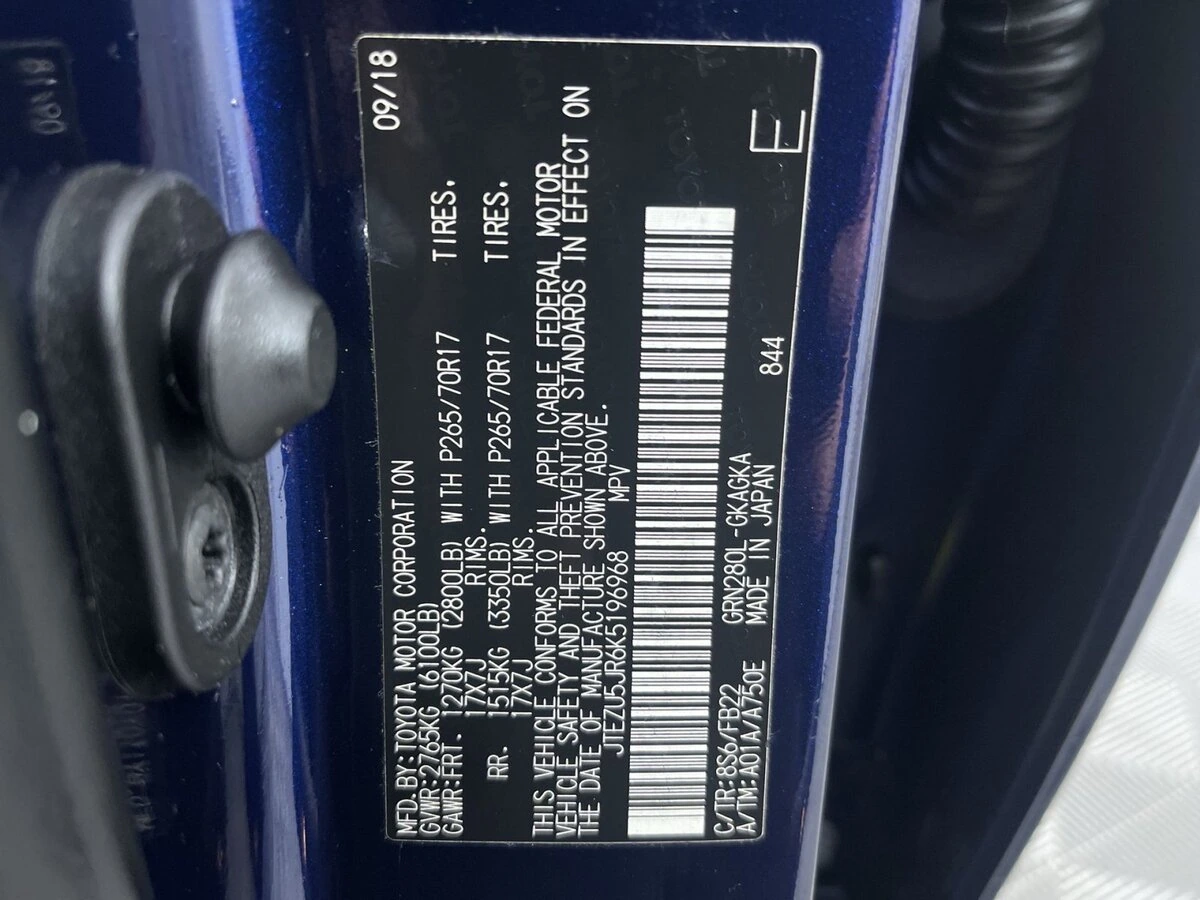 MFD.BY:TOYOTA MOTOR CORPORATION 09/18
GVWR:2765KG (6100LB)
GAWR:FRT. 1270KG (2800LB) WITH P265/70R17 TIRES.
17X7J RIMS.
RR. 1515KG (3350LB) WITH P265/70R17 TIRES.
17X7J RIMS.
THIS VEHICLE CONFORMS TO ALL APPLICABLE FEDERAL MOTOR
VEHICLE SAFETY AND THEFT PREVENTION STANDARDS IN EFFECT ON
THE DATE OF MANUFACTURE SHOWN ABOVE.
JTEZU5JR6K5196968 MPV
C/TR:8S6/FB22 GRN280L-GKAGKA 844
A/TM:A01A/A750E MADE IN JAPAN E